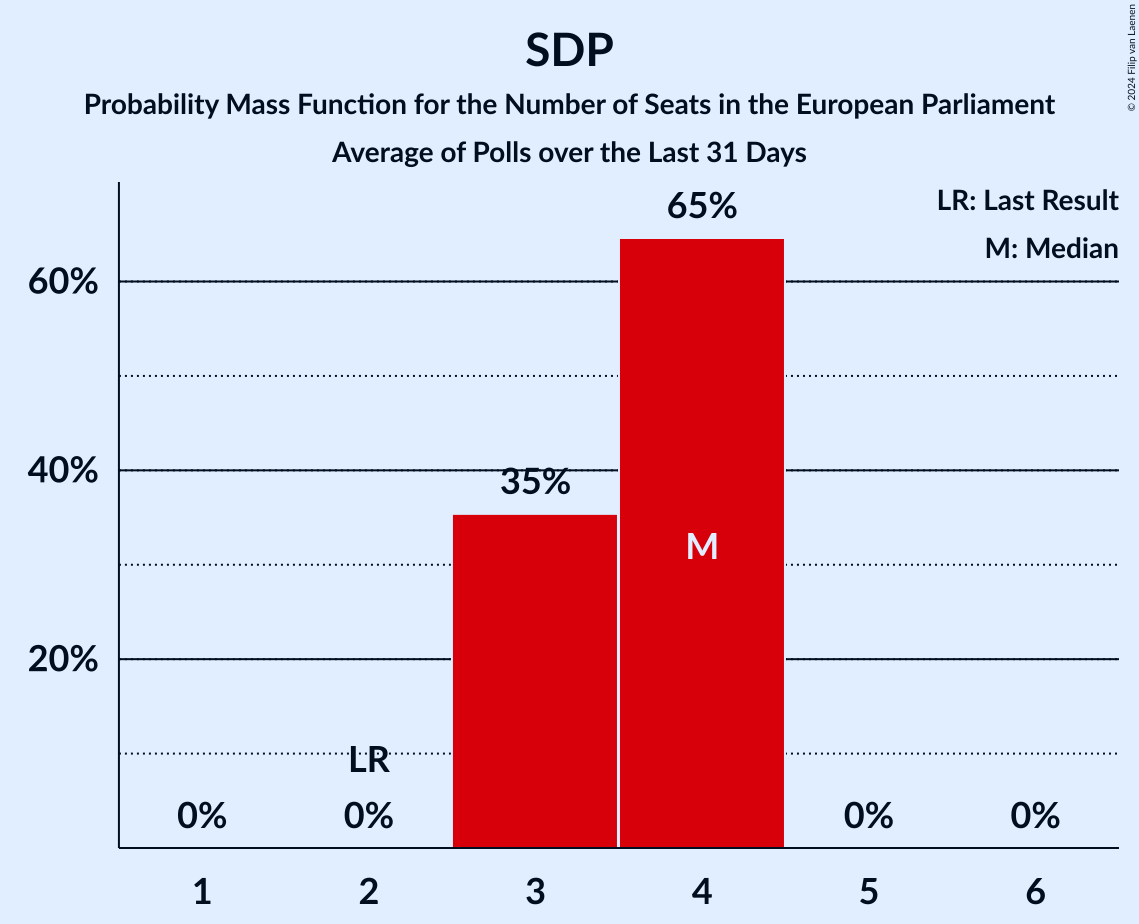 SDP
Probability Mass Function for the Number of Seats in the European Parliament
Average of Polls over the Last 31 Days
© 2024 Filip van Laenen
LR: Last Result
M: Median
65%
60%
40%
35%
M
20%
LR
0%
0%
0%
0%
1
2
3
4
5
6